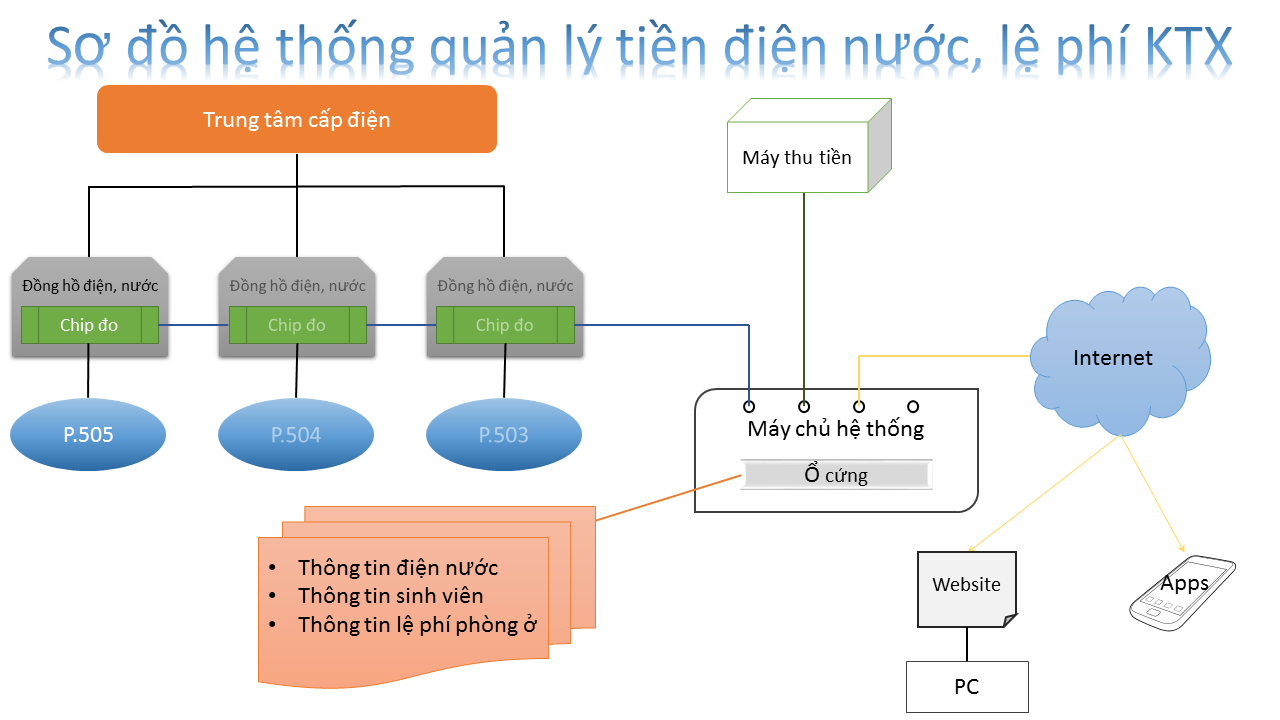 Sơ đồ hệ thống quản lý tiền điện nước, lệ phí KTX
Trung tâm cấp điện
Máy thu tiền
Đồng hồ điện, nước
Chip đo
Đồng hồ điện, nước
Chip đo
Đồng hồ điện, nước
Chip đo
P.505
P.504
P.503
Internet
Máy chủ hệ thống
Ổ cứng
• Thông tin điện nước
• Thông tin sinh viên
• Thông tin lệ phí phòng ở
Website
Apps
PC